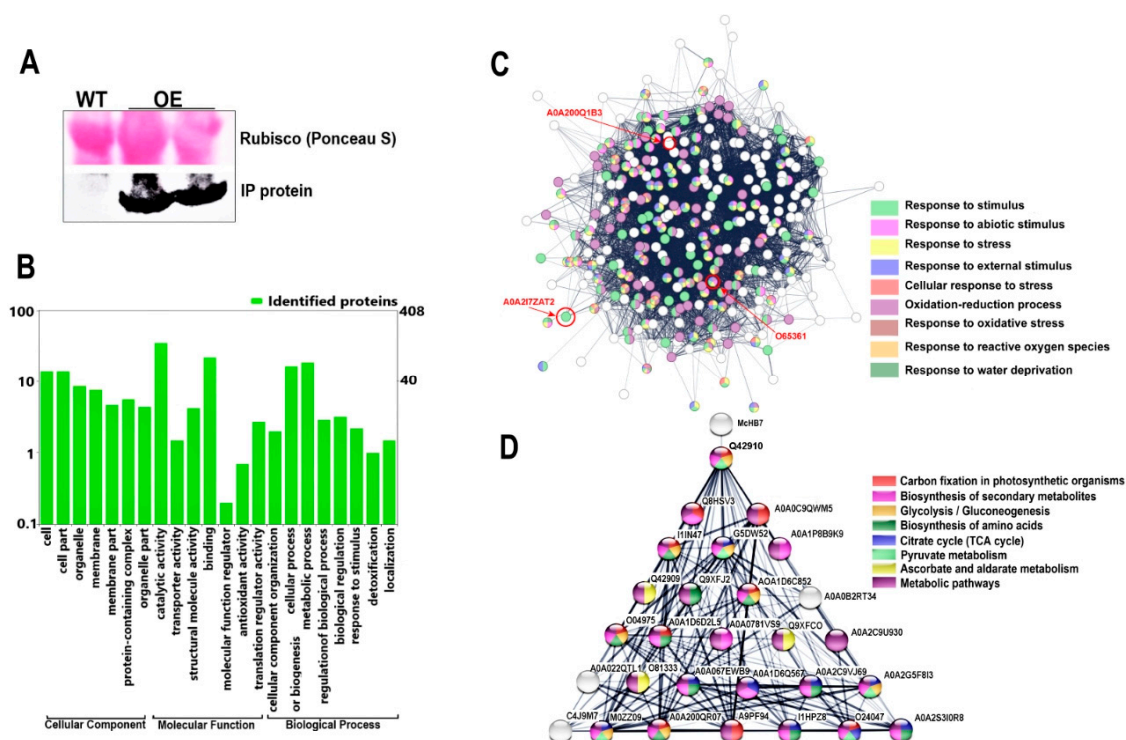 A
WT
OE
Rubisco (Ponceau S)
IP protein
B
Identified proteins
100
10
1
0.1
408
40
cell
cell part
organelle
membrane
membrane part
protein-containing complex
organelle part
catalytic activity
transporter activity
structural molecule activity
binding
molecular function regulator
antioxidant activity
translation regulator activity
cellular component organization
or biogenesis
cellular process
metabolic process
regulationof biological process
biological regulation
response to stimulus
detoxification
localization
Cellular Component
Molecular Function
Biological Process
C
A0A200Q1B3
A0A2I7ZAT2
O65361
Response to stimulus
Response to abiotic stimulus
Response to stress
Response to external stimulus
Cellular response to stress
Oxidation-reduction process
Response to oxidative stress
Response to reactive oxygen species
Response to water deprivation
D
McHB7
Q42910
Q8HSV3
A0A0C9QWM5
I1IN47
G5DW52
A0A1P8B9K9
Q42909
Q9XFJ2
AOA1D6C852
A0A0B2RT34
O04975
A0A1D6D2L5
A0A0781VS9
Q9XFCO
A0A2C9U930
A0A022QTL1
O81333
A0A067EWB9
A0A1D6Q567
A0A2C9VJ69
A0A2G5F8I3
C4J9M7
M0ZZ09
A0A200QR07
A9PF94
I1HPZ8
O24047
A0A2S3I0R8
Carbon fixation in photosynthetic organisms
Biosynthesis of secondary metabolites
Glycolysis / Gluconeogenesis
Biosynthesis of amino acids
Citrate cycle (TCA cycle)
Pyruvate metabolism
Ascorbate and aldarate metabolism
Metabolic pathways